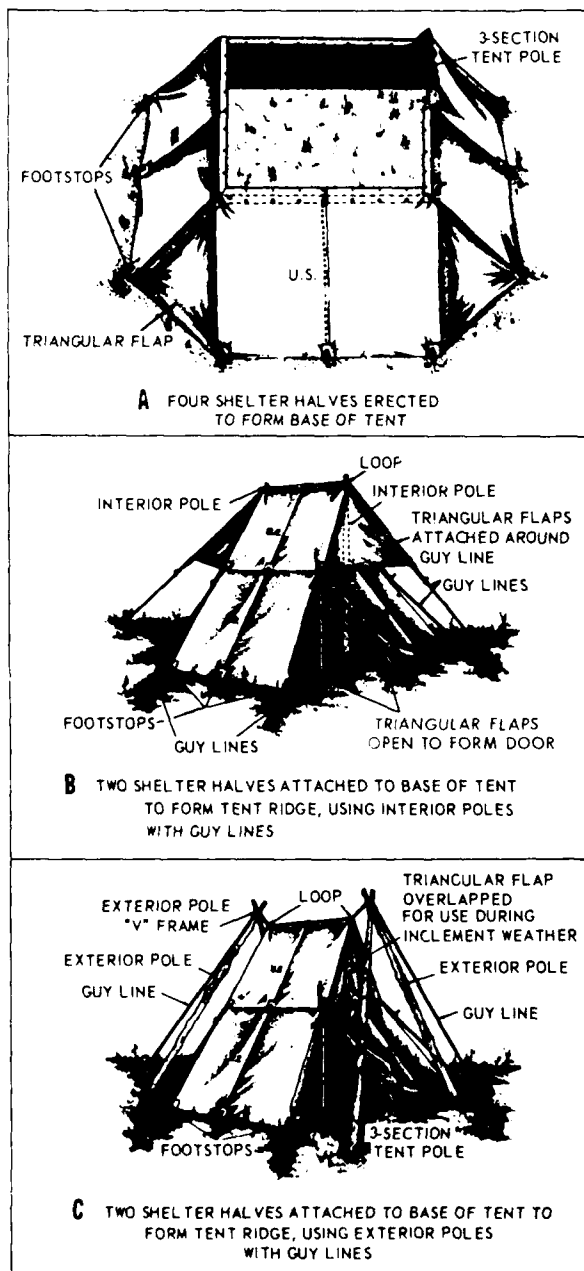 3-SECTION
TENT POLE
FOOTSTOPS
U.S.
TRIANGULAR FLAP
A FOUR SHELTER HALVES ERECTED
TO FORM BASE OF TENT
LOOP
INTERIOR POLE
INTERIOR POLE
TRIANGULAR FLAPS
ATTACHED AROUND
GUY LINE
GUY LINES
FOOTSTOPS
GUY LINES
TRIANGULAR FLAPS
OPEN TO FORM DOOR
B TWO SHELTER HALVES ATTACHED TO BASE OF TENT
TO FORM TENT RIDGE, USING INTERIOR POLES
WITH GUY LINES
EXTERIOR POLE
"V" FRAME
LOOP
TRIANGULAR FLAP
OVERLAPPED
FOR USE DURING
INCLEMENT WEATHER
EXTERIOR POLE
GUY LINE
EXTERIOR POLE
GUY LINE
FOOTSTOPS
3-SECTION
TENT POLE
C TWO SHELTER HALVES ATTACHED TO BASE OF TENT TO
FORM TENT RIDGE, USING EXTERIOR POLES
WITH GUY LINES